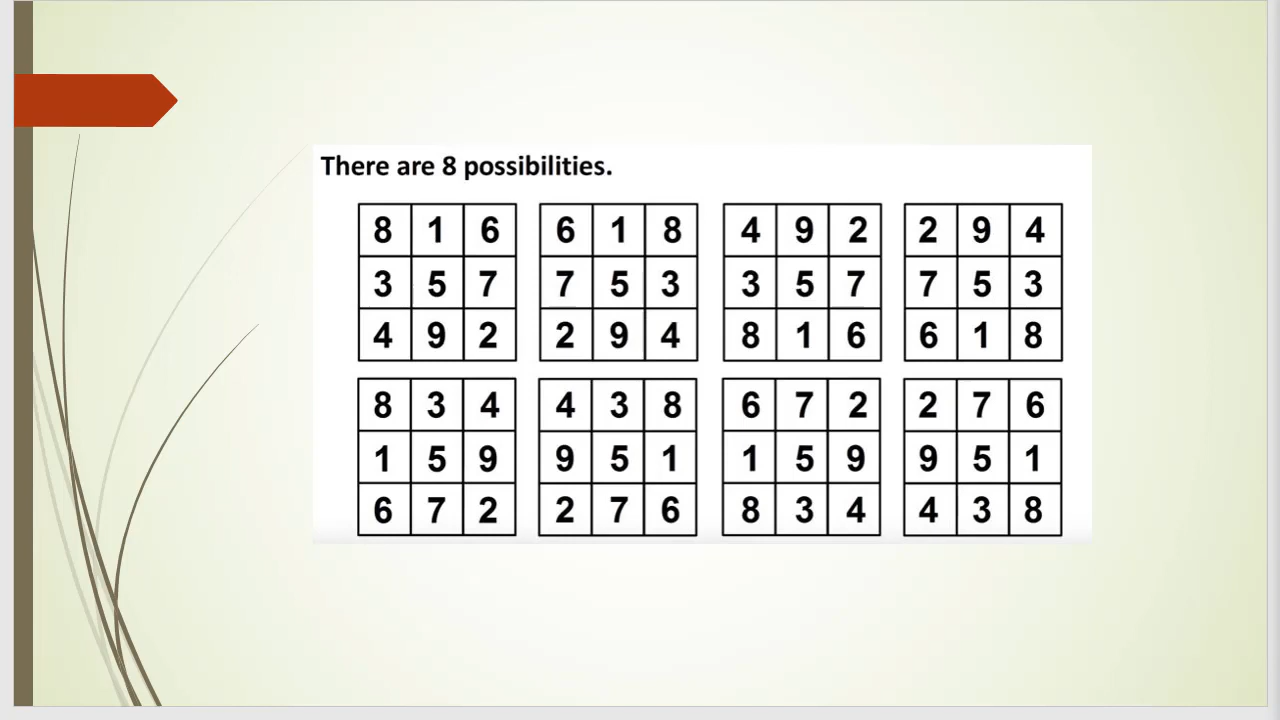 There are 8 possibilities.
8 1 6 6 1 8 4 9 2 2 9 4
3 5 7 7 5 3 3 5 7 7 5 3
4 9 2 2 9 4 8 1 6 6 1 8
8 3 4 4 3 8 6 7 2 2 7 6
1 5 9 9 5 1 1 5 9 9 5 1
6 7 2 2 7 6 8 3 4 4 3 8